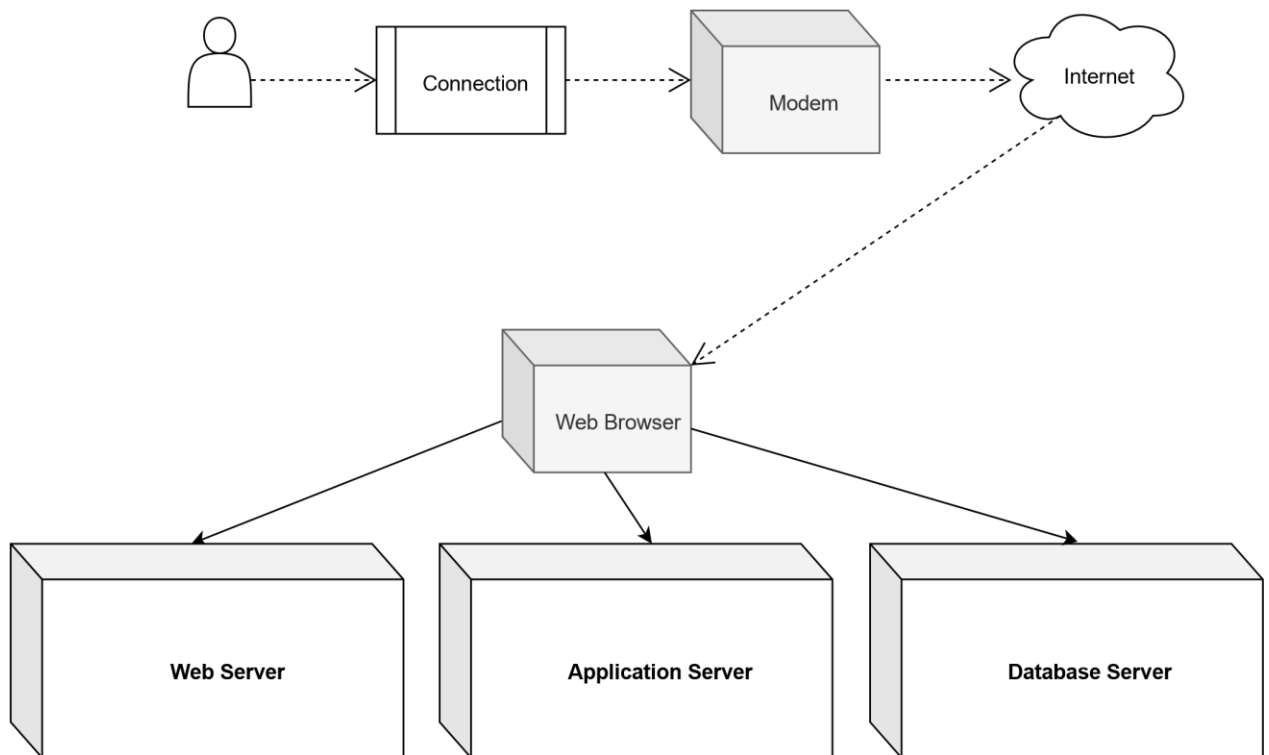 Connection
Modem
Internet
Web Browser
Web Server
Application Server
Database Server